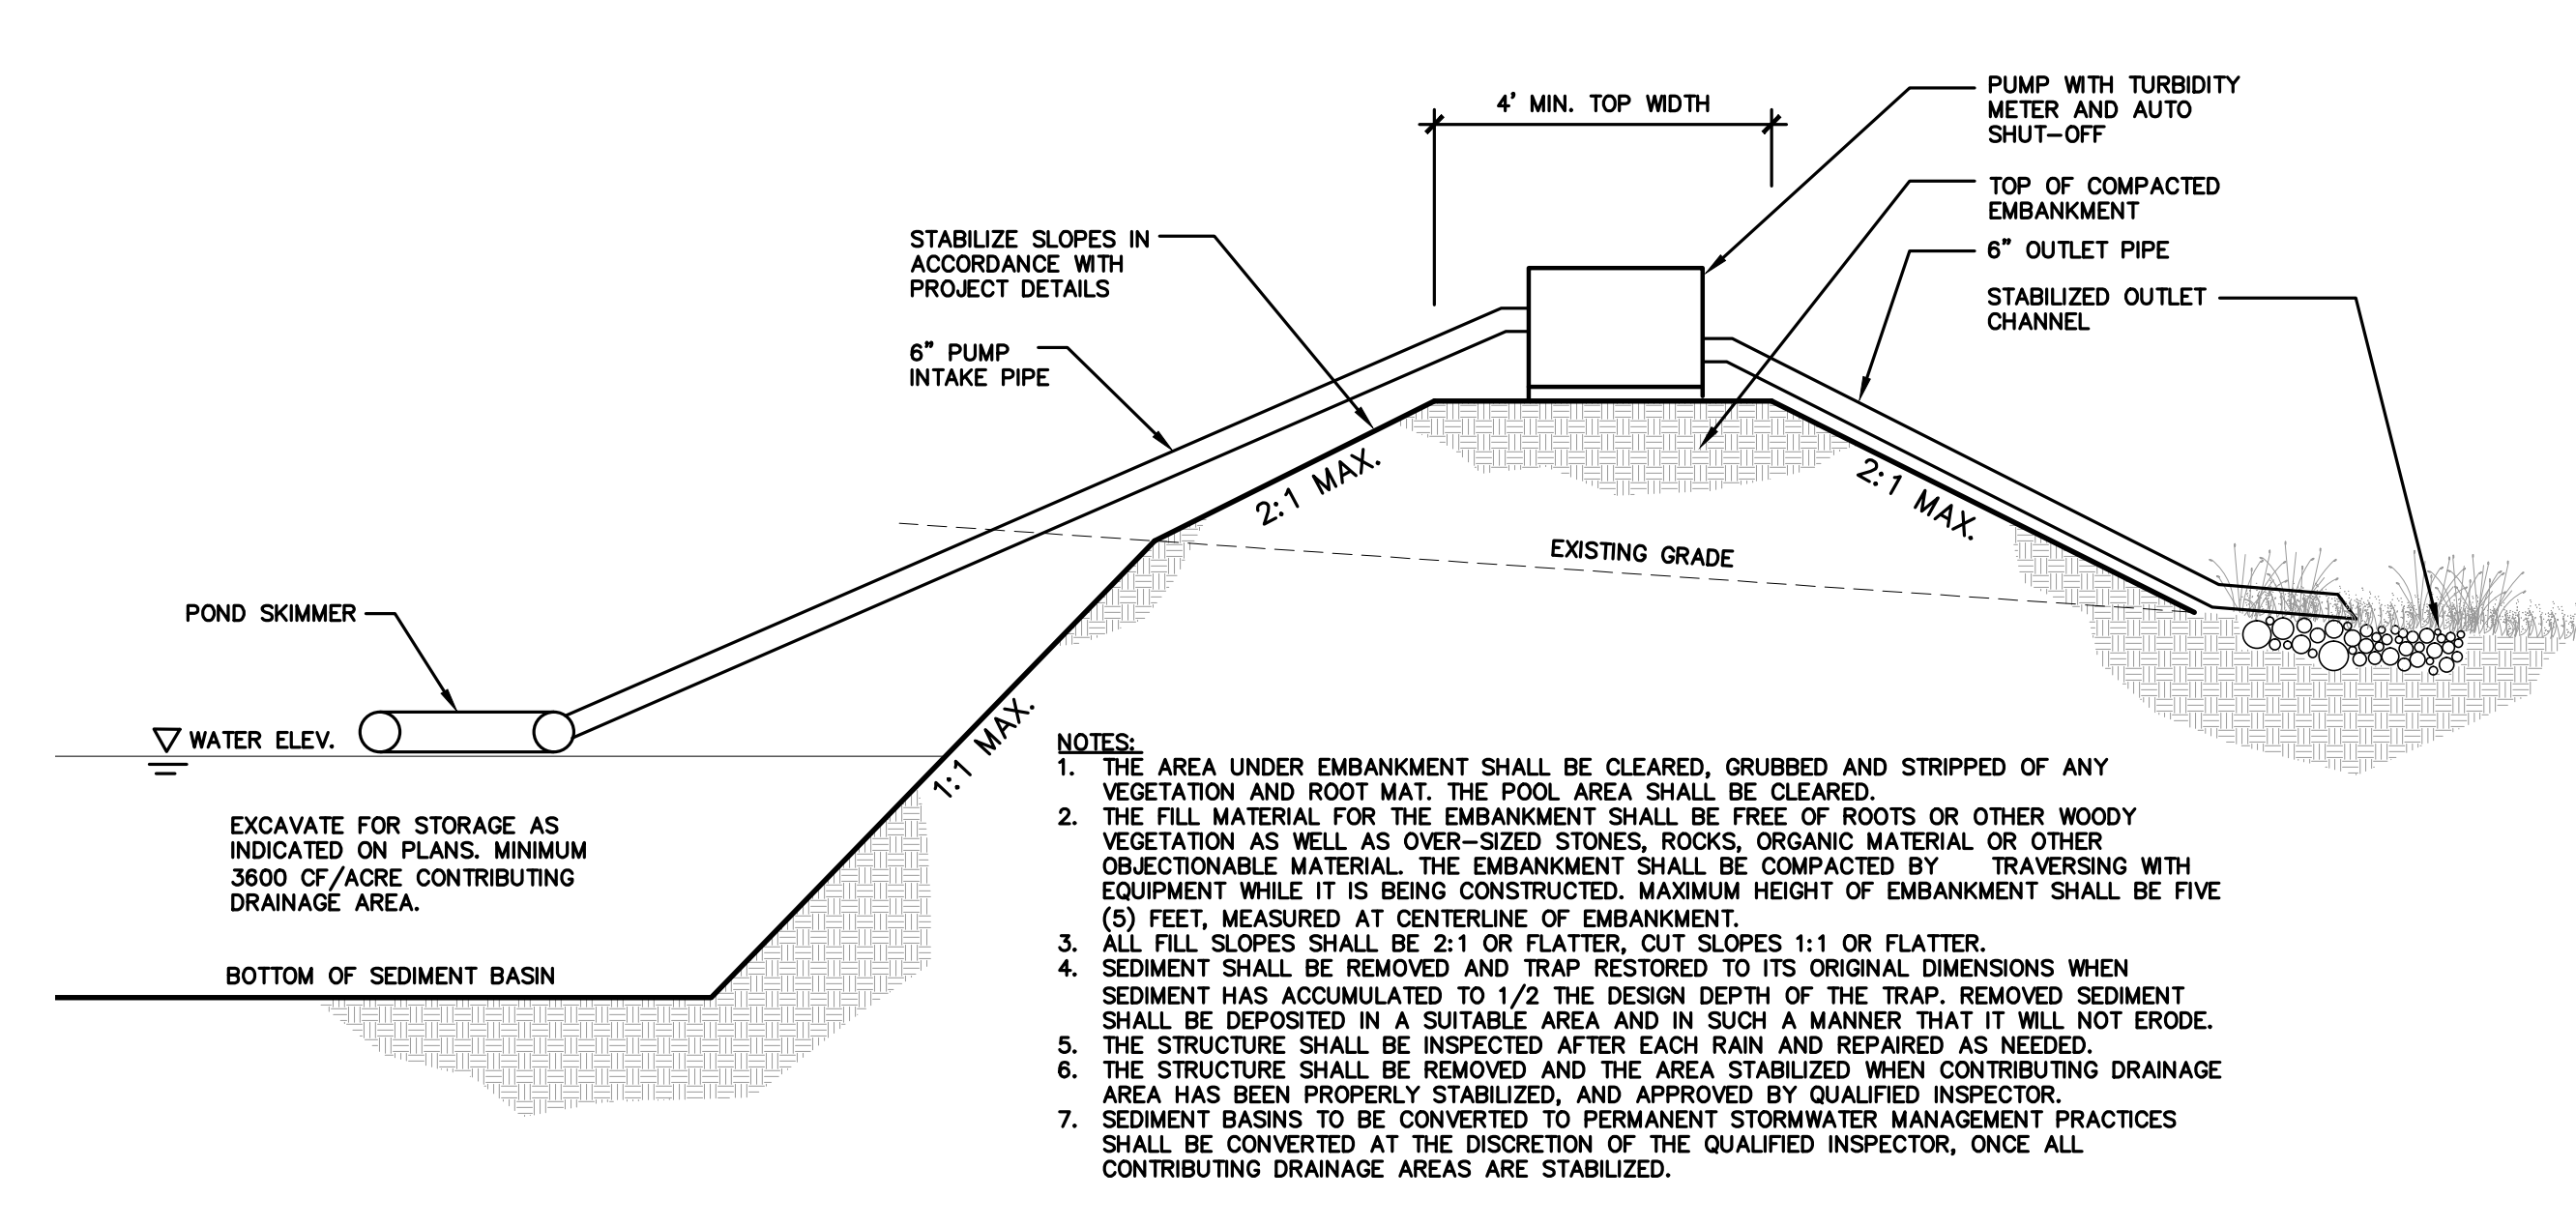 4' MIN. TOP WIDTH
PUMP WITH TURBIDITY
METER AND AUTO
SHUT-OFF
TOP OF COMPACTED
EMBANKMENT
6" OUTLET PIPE
STABILIZED OUTLET
CHANNEL
STABILIZE SLOPES IN
ACCORDANCE WITH
PROJECT DETAILS
6" PUMP
INTAKE PIPE
2:1 MAX.
2:1 MAX.
EXISTING GRADE
POND SKIMMER
WATER ELEV.
1:1 MAX.
EXCAVATE FOR STORAGE AS
INDICATED ON PLANS. MINIMUM
3600 CF/ACRE CONTRIBUTING
DRAINAGE AREA.
BOTTOM OF SEDIMENT BASIN
NOTES:
1. THE AREA UNDER EMBANKMENT SHALL BE CLEARED, GRUBBED AND STRIPPED OF ANY
VEGETATION AND ROOT MAT. THE POOL AREA SHALL BE CLEARED.
2. THE FILL MATERIAL FOR THE EMBANKMENT SHALL BE FREE OF ROOTS OR OTHER WOODY
VEGETATION AS WELL AS OVER-SIZED STONES, ROCKS, ORGANIC MATERIAL OR OTHER
OBJECTIONABLE MATERIAL. THE EMBANKMENT SHALL BE COMPACTED BY TRAVERSING WITH
EQUIPMENT WHILE IT IS BEING CONSTRUCTED. MAXIMUM HEIGHT OF EMBANKMENT SHALL BE FIVE
(5) FEET, MEASURED AT CENTERLINE OF EMBANKMENT.
3. ALL FILL SLOPES SHALL BE 2:1 OR FLATTER, CUT SLOPES 1:1 OR FLATTER.
4. SEDIMENT SHALL BE REMOVED AND TRAP RESTORED TO ITS ORIGINAL DIMENSIONS WHEN
SEDIMENT HAS ACCUMULATED TO 1/2 THE DESIGN DEPTH OF THE TRAP. REMOVED SEDIMENT
SHALL BE DEPOSITED IN A SUITABLE AREA AND IN SUCH A MANNER THAT IT WILL NOT ERODE.
5. THE STRUCTURE SHALL BE INSPECTED AFTER EACH RAIN AND REPAIRED AS NEEDED.
6. THE STRUCTURE SHALL BE REMOVED AND THE AREA STABILIZED WHEN CONTRIBUTING DRAINAGE
AREA HAS BEEN PROPERLY STABILIZED, AND APPROVED BY QUALIFIED INSPECTOR.
7. SEDIMENT BASINS TO BE CONVERTED TO PERMANENT STORMWATER MANAGEMENT PRACTICES
SHALL BE CONVERTED AT THE DISCRETION OF THE QUALIFIED INSPECTOR, ONCE ALL
CONTRIBUTING DRAINAGE AREAS ARE STABILIZED.